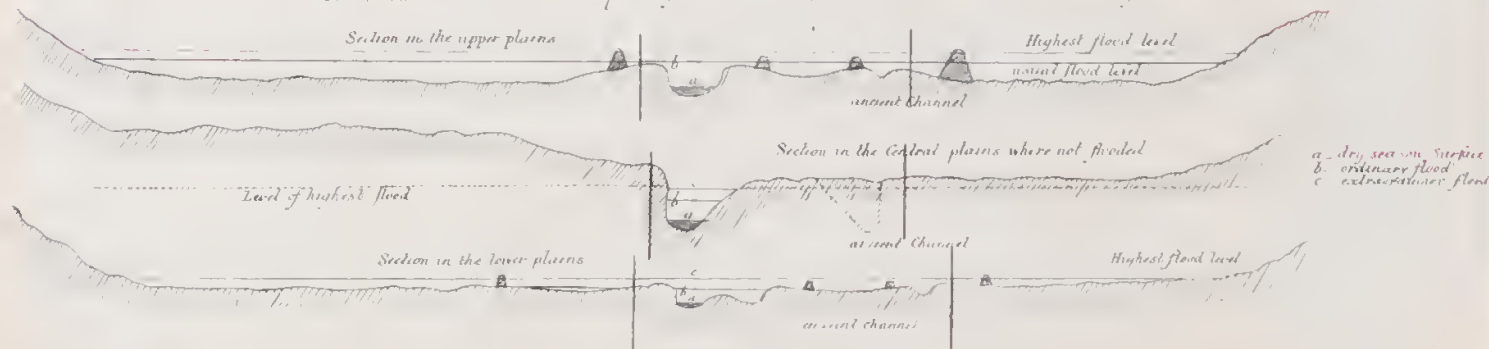 Section in the upper plains
Highest flood level
b
usual flood level
a
ancient Channel
Section in the Central plains where not flooded
a - dry season Surface
b - ordinary flood
c extraordinary flood
Level of highest flood
b
a
ancient Channel
Section in the lower plains
c
Highest flood level
b
a
ancient channel